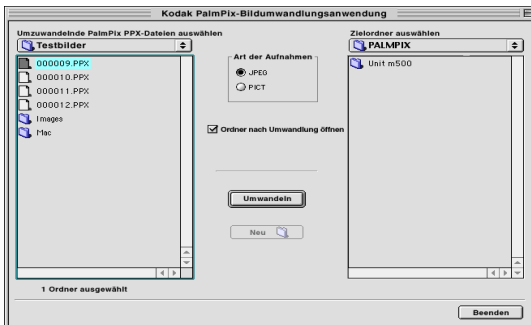 Kodak PalmPix-Bildumwandlungsanwendung
Umzuwandelnde PalmPix PPX-Dateien auswählen
Testbilder
000009.PPX
000010.PPX
000011.PPX
000012.PPX
Images
Mac
1 Ordner ausgewählt
Art der Aufnahmen
JPEG
PICT
Ordner nach Umwandlung öffnen
Umwandeln
Neu
Zielordner auswählen
PALMPIX
Unit m500
Beenden